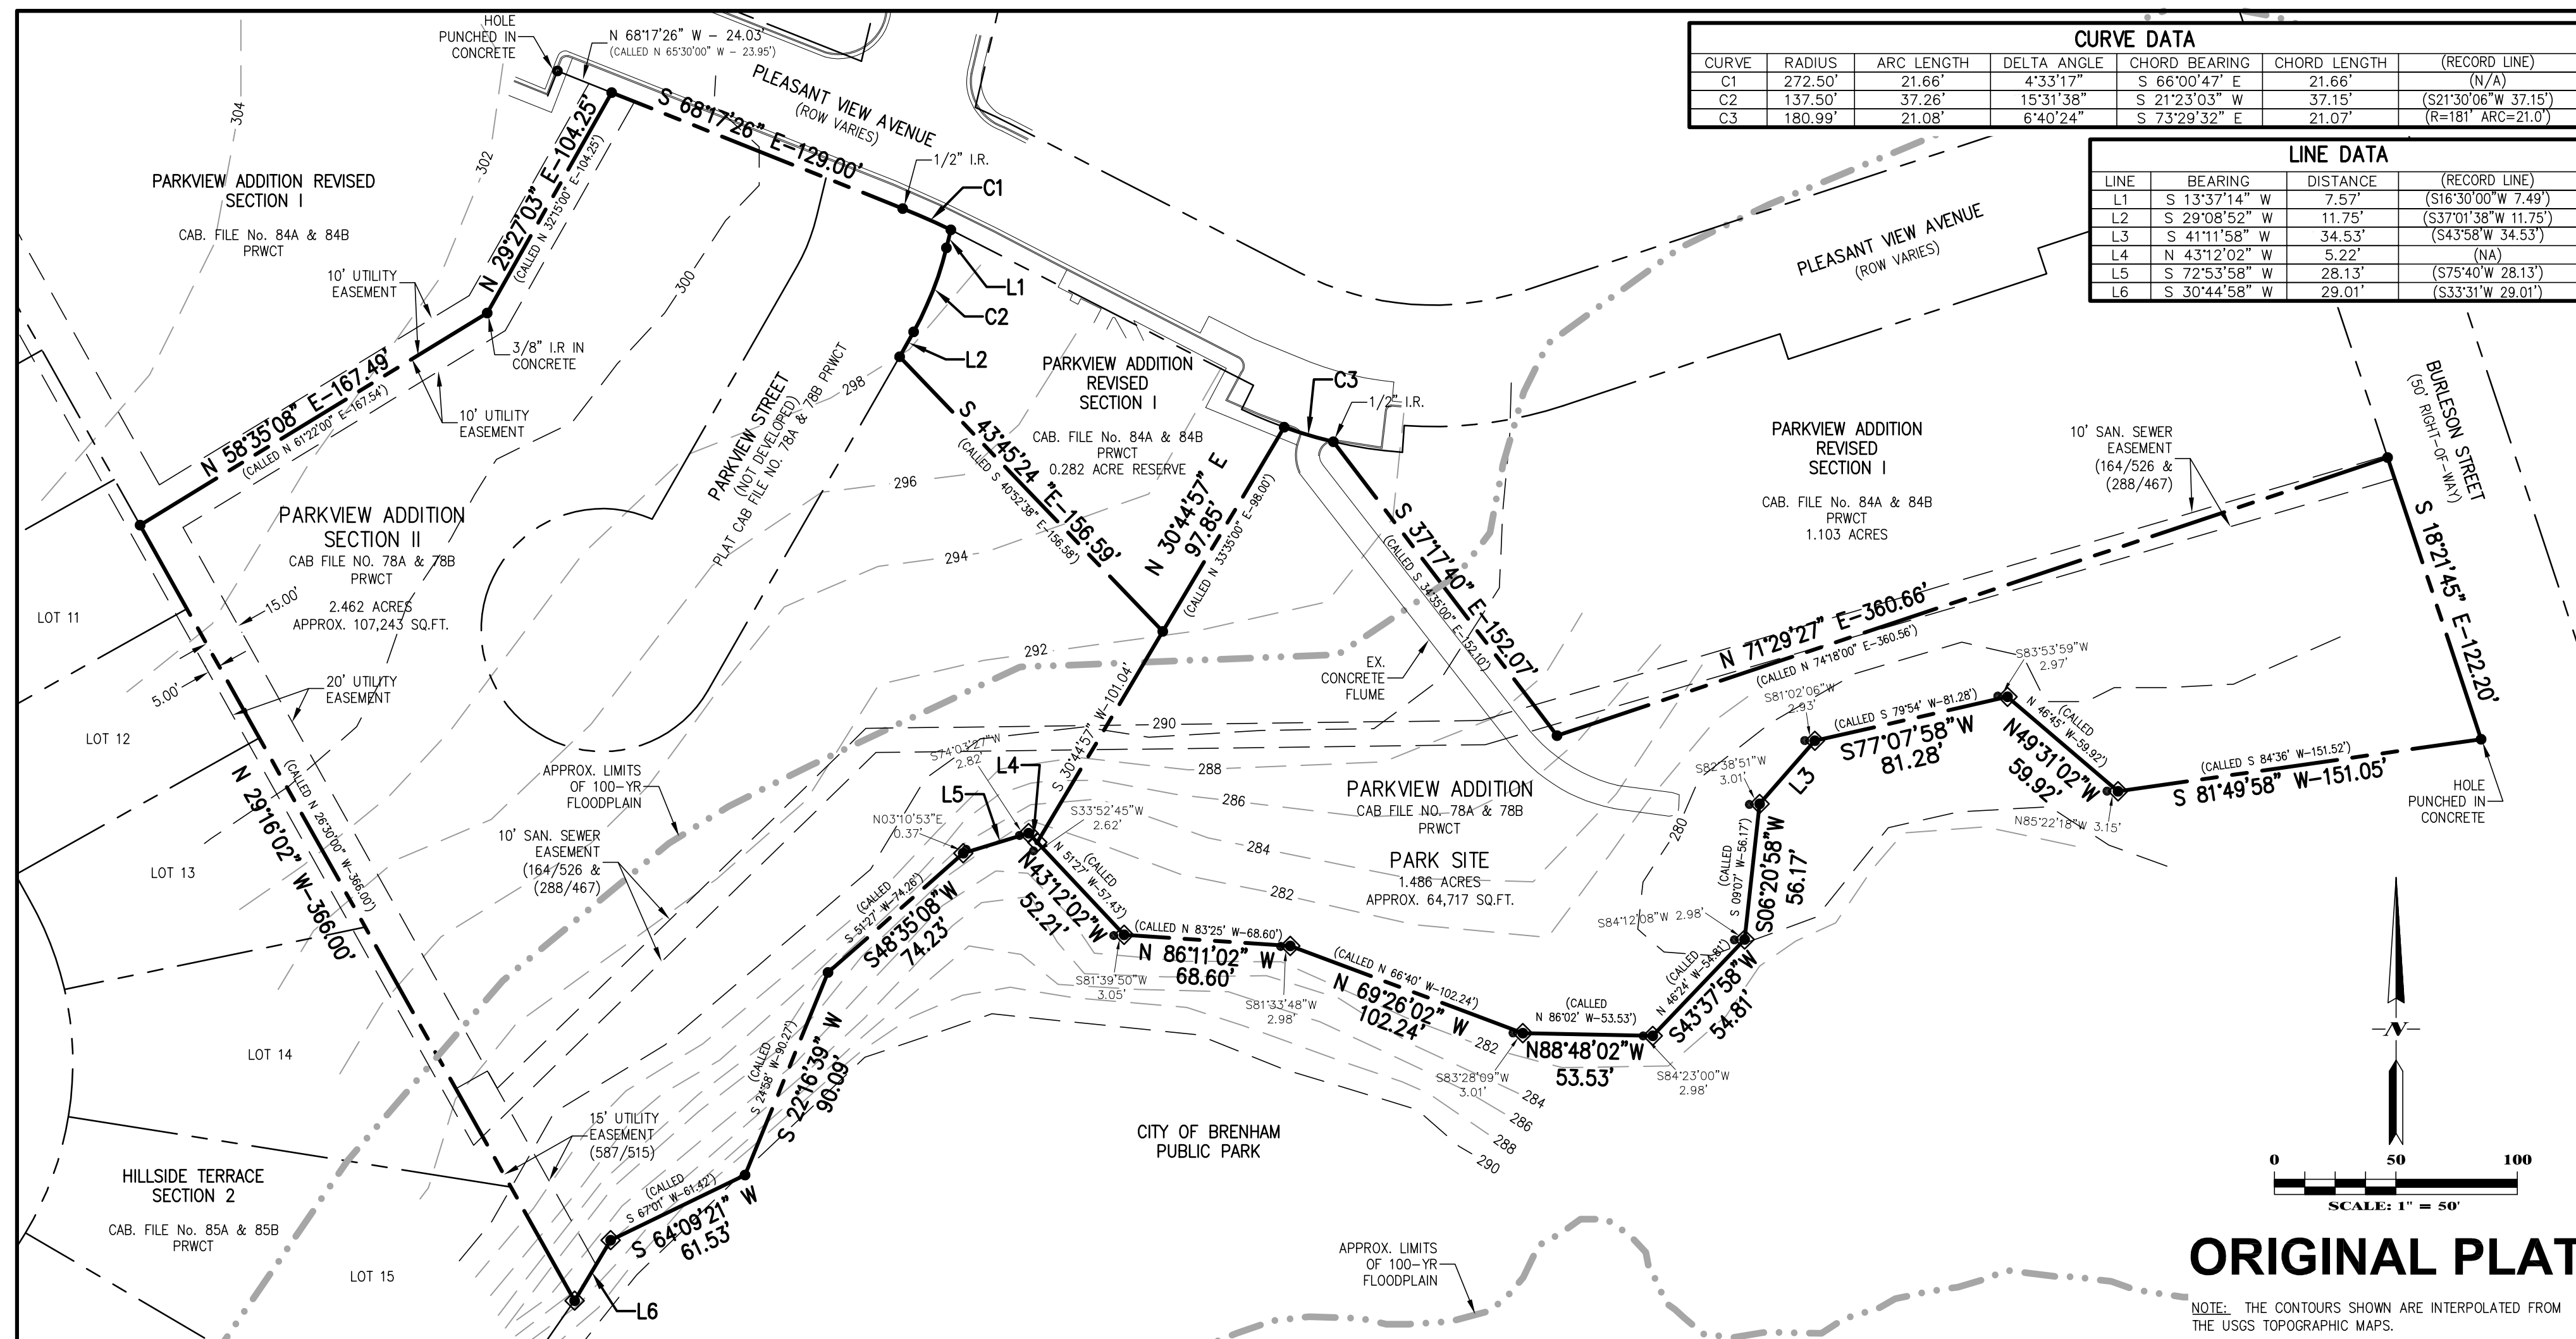 HOLE
PUNCHED IN
CONCRETE
N 68°17'26" W - 24.03'
(CALLED N 65°30'00" W - 23.95')
PLEASANT VIEW AVENUE
(ROW VARIES)
S 68°17'26" E-129.00'
1/2" I.R.
C1
L1
C2
L2
304
302
300
298
296
294
292
290
288
286
284
282
280
N 29°27'03" E-104.25'
(CALLED N 32°15'00" E-104.25')
PARKVIEW ADDITION REVISED
SECTION I
CAB. FILE No. 84A & 84B
PRWCT
10' UTILITY
EASEMENT
3/8" I.R IN
CONCRETE
10' UTILITY
EASEMENT
N 58°35'08" E-167.49'
(CALLED N 61°22'00" E-167.54')
CURVE DATA
CURVE RADIUS ARC LENGTH DELTA ANGLE CHORD BEARING CHORD LENGTH (RECORD LINE)
C1 272.50' 21.66' 4°33'17" S 66°00'47' E 21.66' (N/A)
C2 137.50' 37.26' 15°31'38" S 21°23'03" W 37.15' (S21°30'06"W 37.15')
C3 180.99' 21.08' 6°40'24" S 73°29'32" E 21.07' (R=181' ARC=21.0')
LINE DATA
LINE BEARING DISTANCE (RECORD LINE)
L1 S 13°37'14" W 7.57' (S16°30'00"W 7.49')
L2 S 29°08'52" W 11.75' (S37°01'38"W 11.75')
L3 S 41°11'58" W 34.53' (S43°58'W 34.53')
L4 N 43°12'02" W 5.22' (NA)
L5 S 72°53'58" W 28.13' (S75°40'W 28.13')
L6 S 30°44'58" W 29.01' (S33°31'W 29.01')
PLEASANT VIEW AVENUE
(ROW VARIES)
BURLESON STREET
(50' RIGHT-OF-WAY)
PARKVIEW STREET
(NOT DEVELOPED)
PLAT CAB FILE NO. 78A & 78B PRWCT
PARKVIEW ADDITION
REVISED
SECTION I
CAB. FILE No. 84A & 84B
PRWCT
0.282 ACRE RESERVE
C3
1/2" I.R.
S 43°45'24 "E-156.59'
(CALLED S 40°52'38" E-156.58')
N 30°44'57" E
97.85'
(CALLED N 33°35'00" E-98.00')
S 37°17'40" E-152.07'
(CALLED S 34°35'00" E-152.10')
PARKVIEW ADDITION
REVISED
SECTION I
CAB. FILE No. 84A & 84B
PRWCT
1.103 ACRES
10' SAN. SEWER
EASEMENT
(164/526 &
(288/467)
N 71°29'27" E-360.66'
(CALLED N 74°18'00" E-360.56')
S 18°21'45" E-122.20'
PARKVIEW ADDITION
SECTION II
CAB FILE NO. 78A & 78B
PRWCT
2.462 ACRES
APPROX. 107,243 SQ.FT.
15.00'
5.00'
20' UTILITY
EASEMENT
LOT 11
LOT 12
LOT 13
LOT 14
LOT 15
N 29°16'02" W-366.00'
(CALLED N 26°30'00" W-366.00')
APPROX. LIMITS
OF 100-YR
FLOODPLAIN
10' SAN. SEWER
EASEMENT
(164/526 &
(288/467)
EX.
CONCRETE
FLUME
S 30°44'57" W-101.04'
S74°03'27"W
2.82'
L4
L5
N03°10'53"E
0.37'
S33°52'45"W
2.62'
(CALLED
N 51°27' W-57.43')
N43°12'02"W
52.21'
(CALLED
S 51°27' W-74.26')
S48°35'08"W
74.23'
(CALLED N 83°25' W-68.60')
N 86°11'02" W
68.60'
S81°39'50"W
3.05'
S81°33'48"W
2.98'
(CALLED N 66°40' W-102.24')
N 69°26'02" W
102.24'
(CALLED
N 86°02' W-53.53')
N88°48'02"W
53.53'
S83°28'09"W
3.01'
S84°23'00"W
2.98'
(CALLED
N 46°24' W-54.81')
S43°37'58"W
54.81'
S84°12'08"W 2.98'
(CALLED
S 09°07' W-56.17')
S06°20'58"W
56.17'
S82°38'51"W
3.01'
L3
S81°02'06"W
2.93'
(CALLED S 79°54' W-81.28')
S77°07'58"W
81.28'
S83°53'59"W
2.97'
(CALLED
N 46°45' W-59.92')
N49°31'02"W
59.92'
N85°22'18"W 3.15'
(CALLED S 84°36' W-151.52')
S 81°49'58" W-151.05'
HOLE
PUNCHED IN
CONCRETE
PARKVIEW ADDITION
CAB FILE NO. 78A & 78B
PRWCT
PARK SITE
1.486 ACRES
APPROX. 64,717 SQ.FT.
282
284
286
288
290
(CALLED
S 24°58' W-90.27')
S 22°16'39" W
90.09'
15' UTILITY
EASEMENT
(587/515)
(CALLED
S 67°01' W-61.42')
S 64°09'21" W
61.53'
L6
HILLSIDE TERRACE
SECTION 2
CAB. FILE No. 85A & 85B
PRWCT
CITY OF BRENHAM
PUBLIC PARK
APPROX. LIMITS
OF 100-YR
FLOODPLAIN
N
0 50 100
SCALE: 1" = 50'
ORIGINAL PLAT
NOTE: THE CONTOURS SHOWN ARE INTERPOLATED FROM
THE USGS TOPOGRAPHIC MAPS.